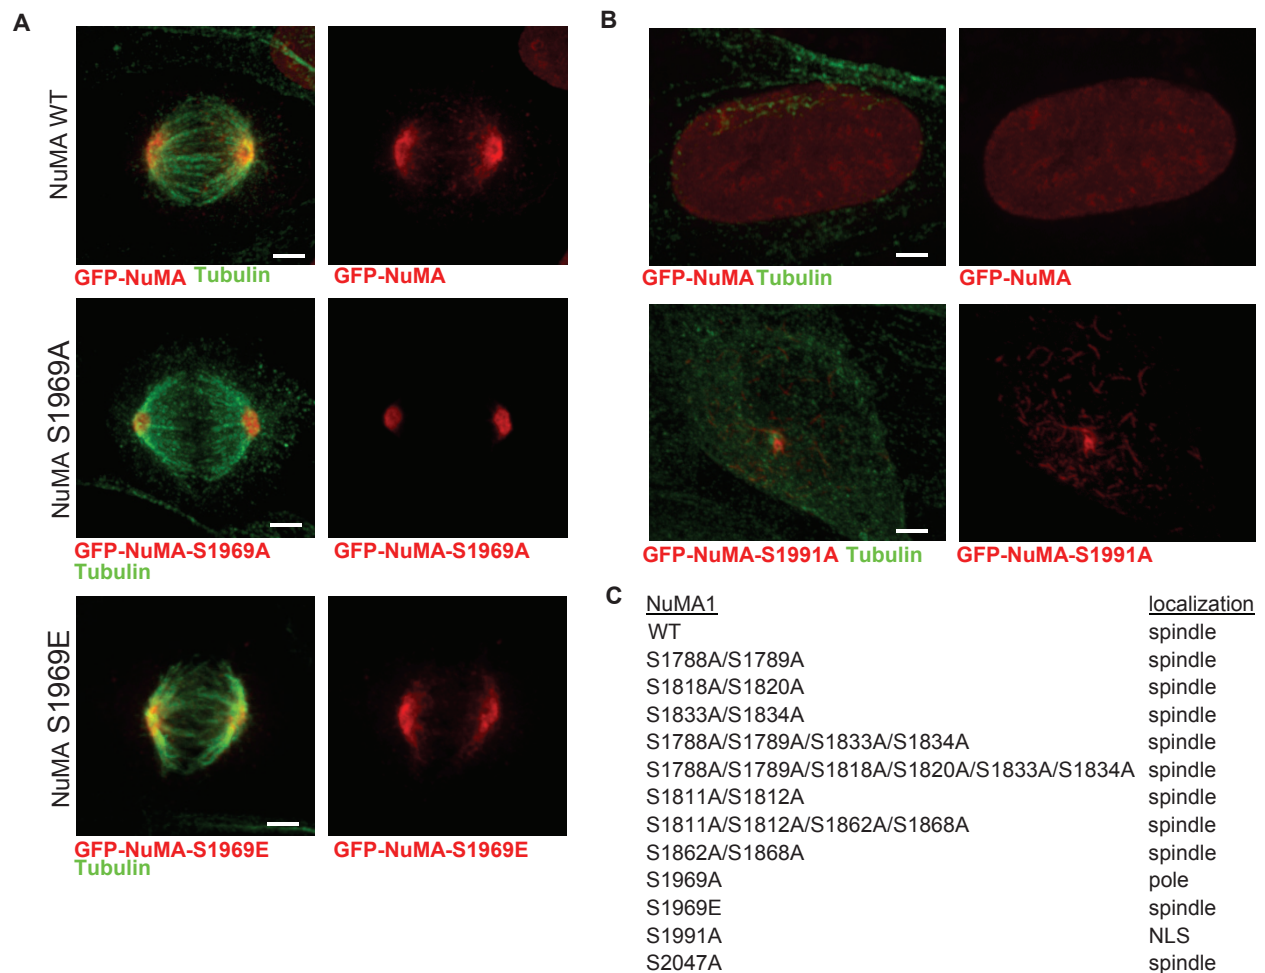 A
NuMA WT
GFP-NuMA Tubulin
GFP-NuMA
NuMA S1969A
GFP-NuMA-S1969A
Tubulin
GFP-NuMA-S1969A
NuMA S1969E
GFP-NuMA-S1969E
Tubulin
GFP-NuMA-S1969E
B
GFP-NuMA Tubulin
GFP-NuMA
GFP-NuMA-S1991A Tubulin
GFP-NuMA-S1991A
C
NuMA1 localization
WT spindle
S1788A/S1789A spindle
S1818A/S1820A spindle
S1833A/S1834A spindle
S1788A/S1789A/S1833A/S1834A spindle
S1788A/S1789A/S1818A/S1820A/S1833A/S1834A spindle
S1811A/S1812A spindle
S1811A/S1812A/S1862A/S1868A spindle
S1862A/S1868A spindle
S1969A pole
S1969E spindle
S1991A NLS
S2047A spindle